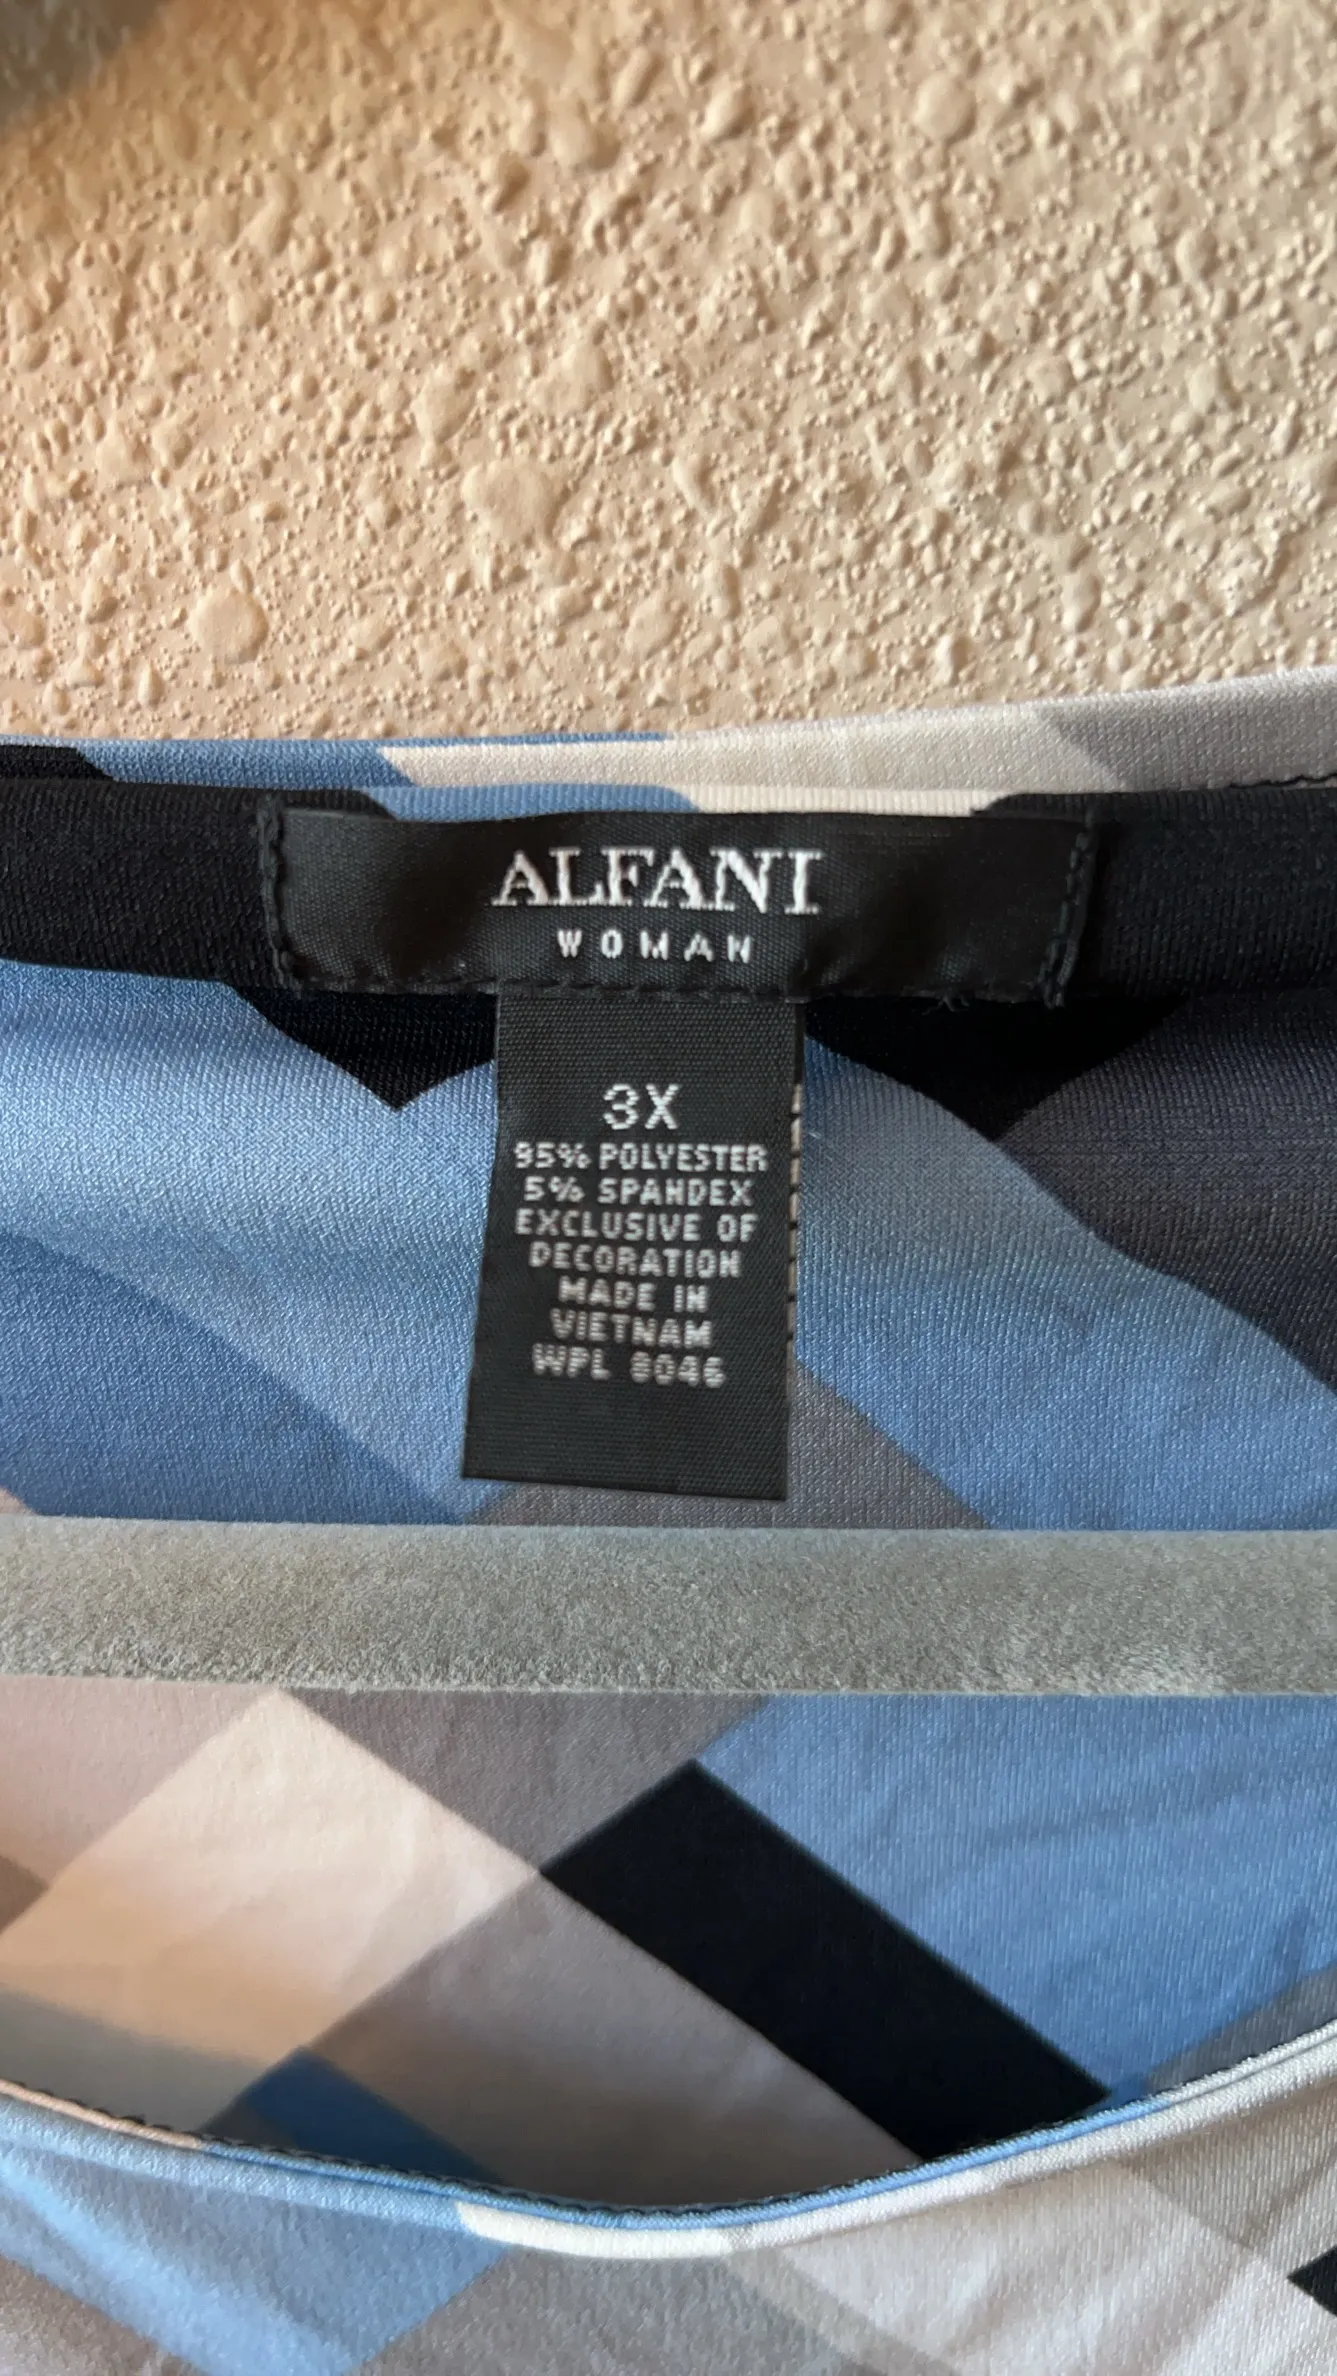 ALFANI
WOMAN
3X
95% POLYESTER
5% SPANDEX
EXCLUSIVE OF
DECORATION
MADE IN
VIETNAM
WPL 8046